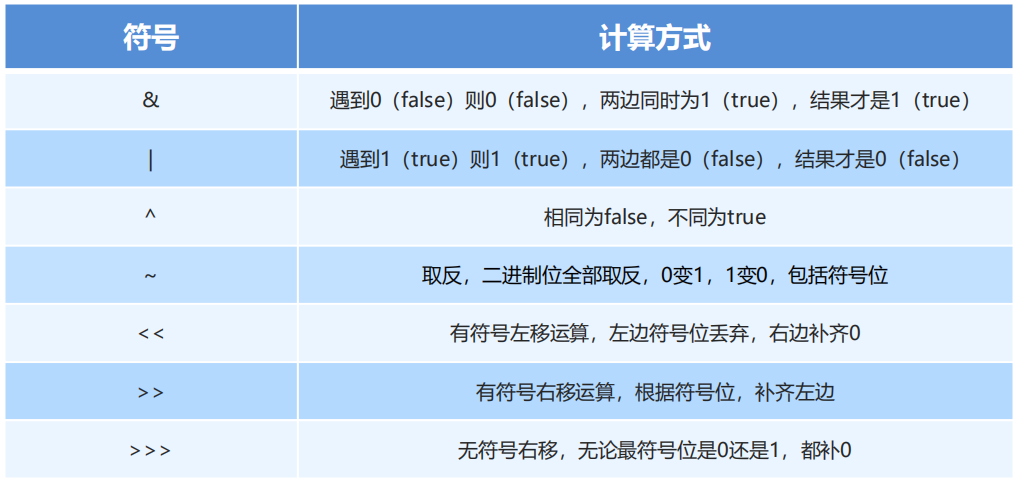 符号 计算方式
& 遇到0（false）则0（false），两边同时为1（true），结果才是1（true）
| 遇到1（true）则1（true），两边都是0（false），结果才是0（false）
^ 相同为false，不同为true
~ 取反，二进制位全部取反，0变1，1变0，包括符号位
<< 有符号左移运算，左边符号位丢弃，右边补齐0
>> 有符号右移运算，根据符号位，补齐左边
>>> 无符号右移，无论最符号位是0还是1，都补0